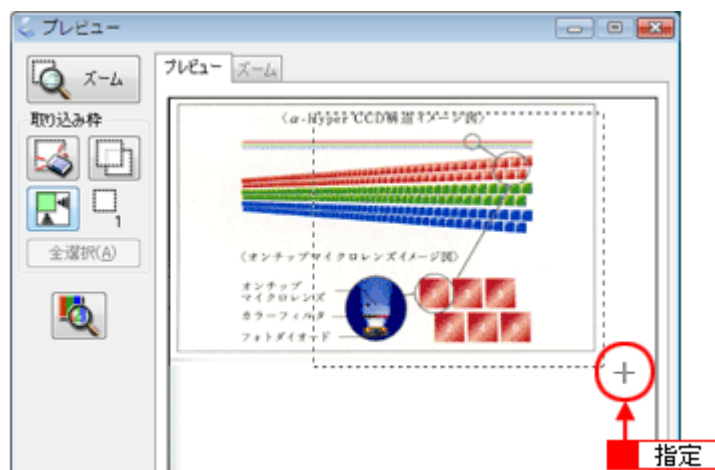 プレビュー
ズーム
プレビュー
ズーム
取り込み枠
1
全選択(A)
〈α-Hyper CCD構造イメージ図〉
〈オンチップマイクロレンズイメージ図〉
オンチップ
マイクロレンズ
カラーフィルタ
フォトダイオード
指定